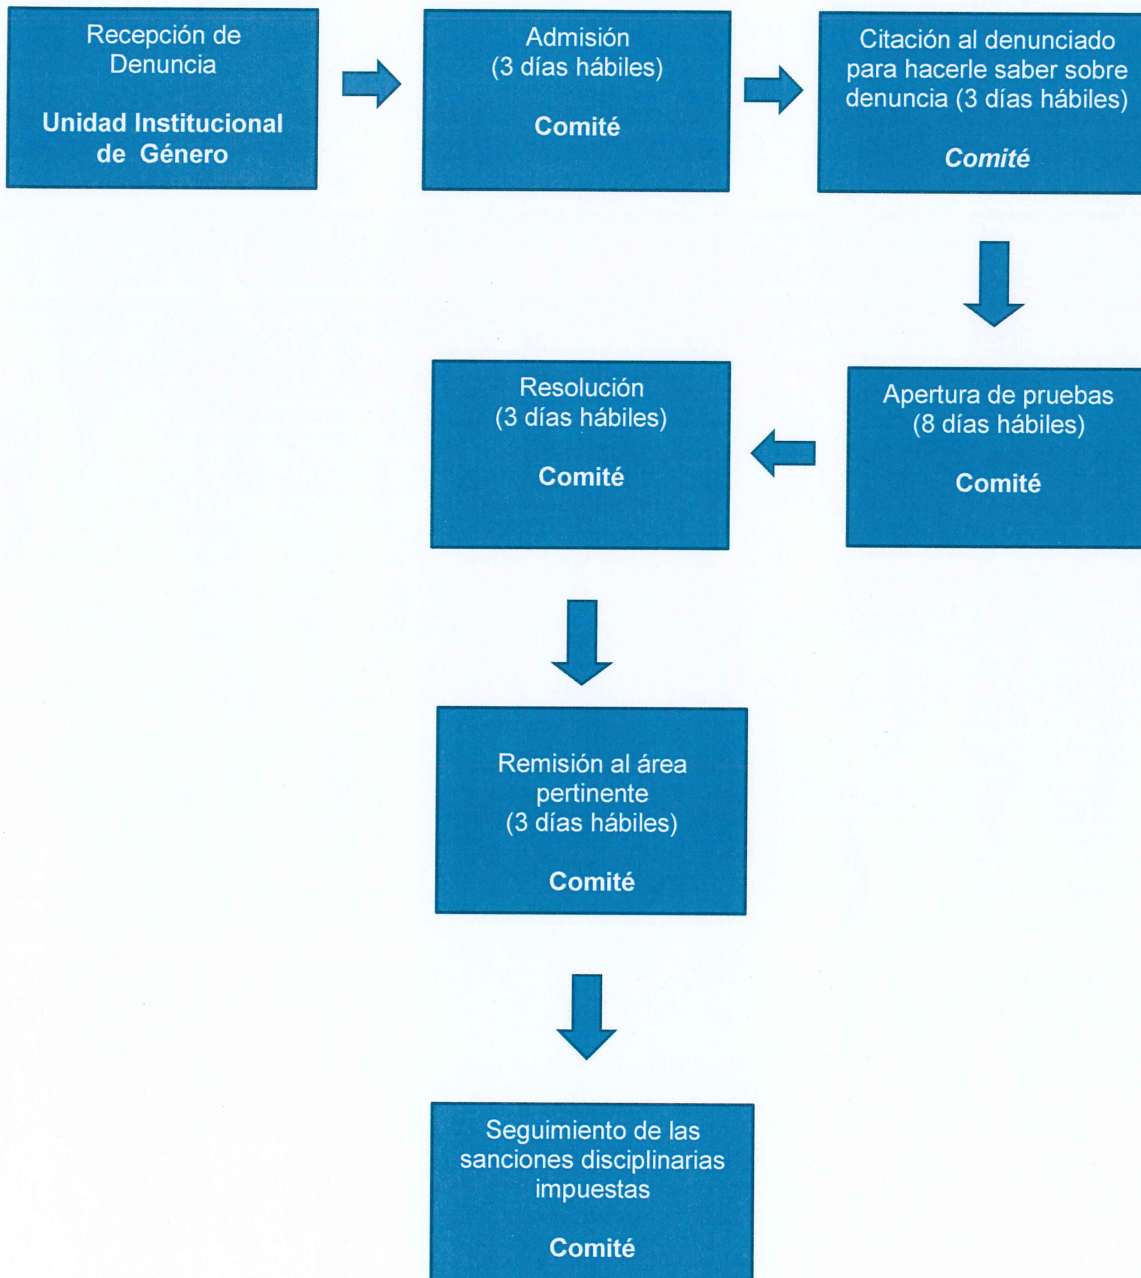 Recepción de
Denuncia
Unidad Institucional
de Género
Admisión
(3 días hábiles)
Comité
Citación al denunciado
para hacerle saber sobre
denuncia (3 días hábiles)
Comité
Apertura de pruebas
(8 días hábiles)
Comité
Resolución
(3 días hábiles)
Comité
Remisión al área
pertinente
(3 días hábiles)
Comité
Seguimiento de las
sanciones disciplinarias
impuestas
Comité